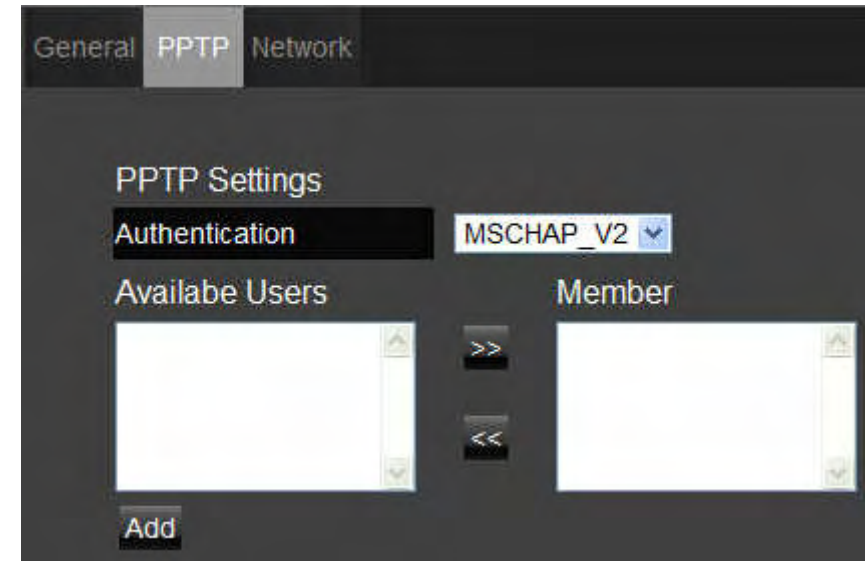 General PPTP Network
PPTP Settings
Authentication MSCHAP_V2
Availabe Users Member
>>
<<
Add